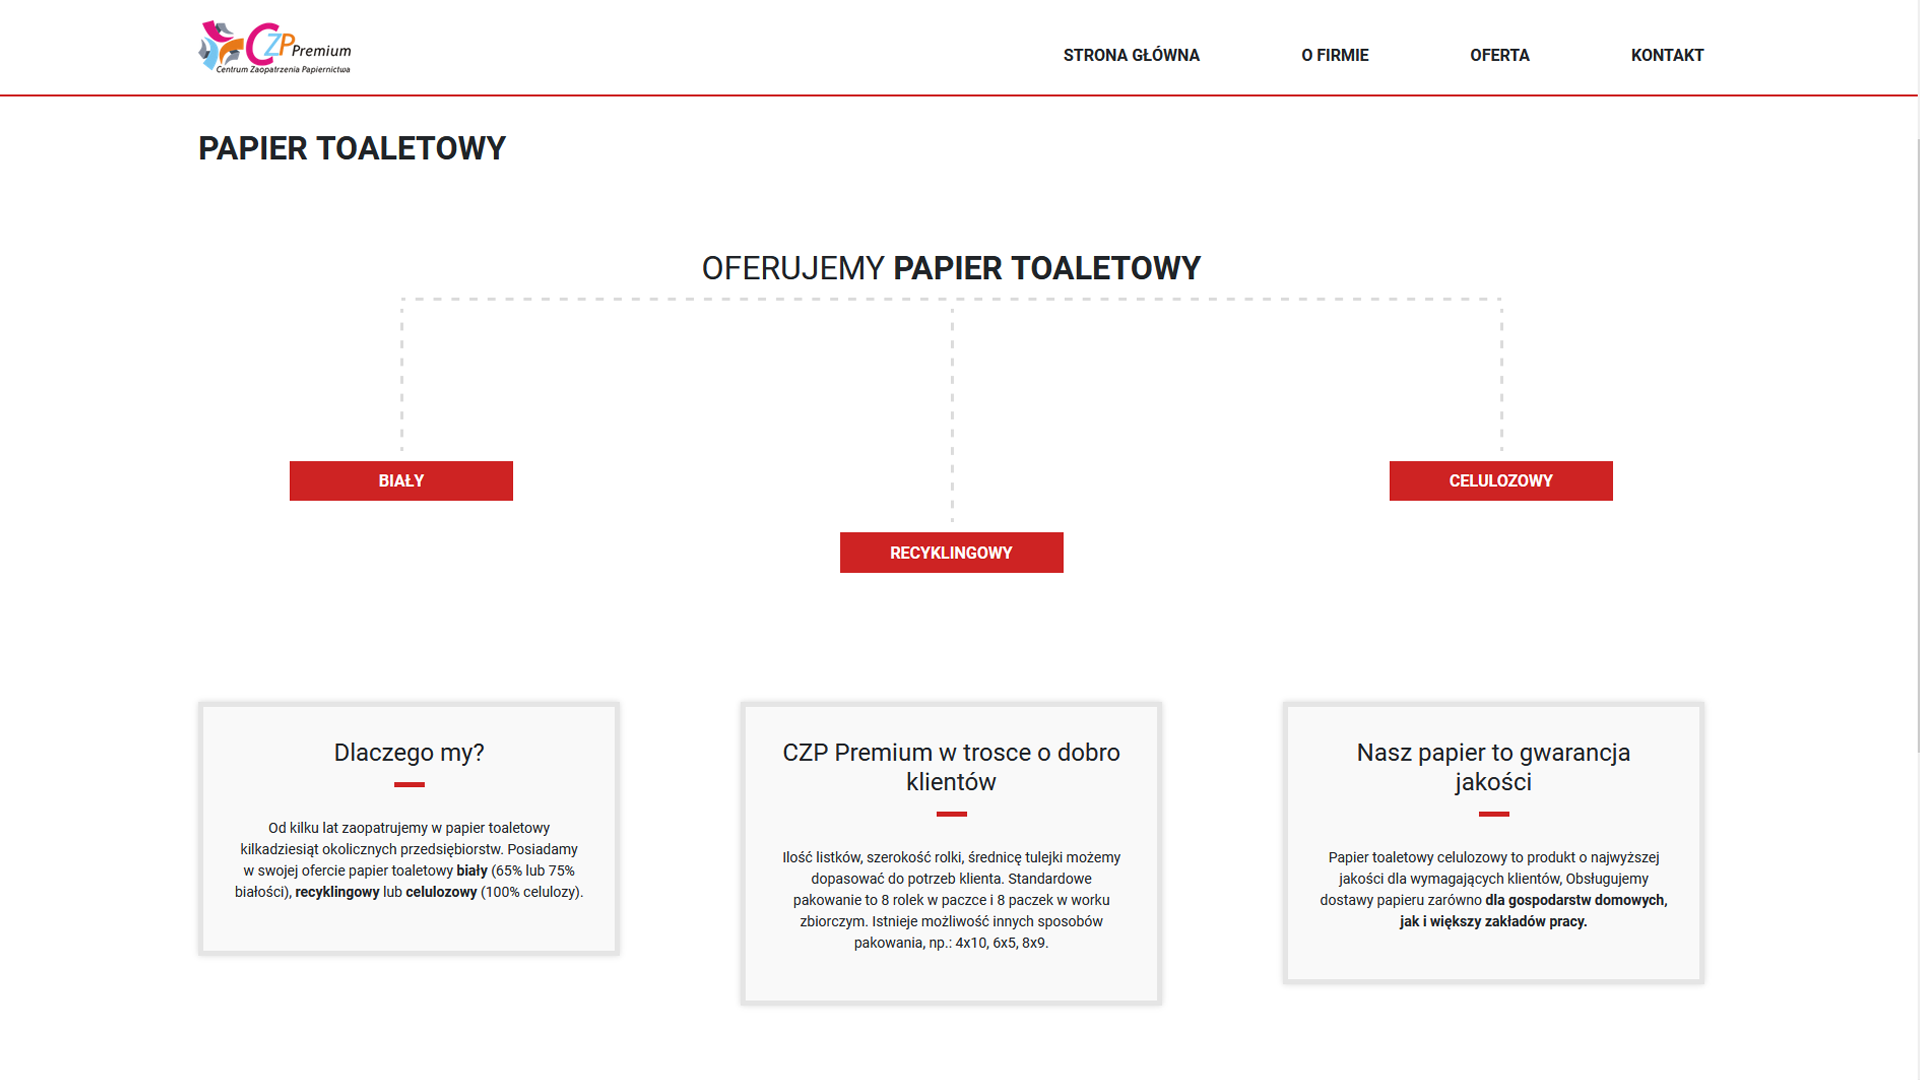 CZP Premium
Centrum Zaopatrzenia Papiernictwa
STRONA GŁÓWNA
O FIRMIE
OFERTA
KONTAKT
PAPIER TOALETOWY
OFERUJEMY PAPIER TOALETOWY
BIAŁY
CELULOZOWY
RECYKLINGOWY
Dlaczego my?
Od kilku lat zaopatrujemy w papier toaletowy
kilkadziesiąt okolicznych przedsiębiorstw. Posiadamy
w swojej ofercie papier toaletowy biały (65% lub 75%
białości), recyklingowy lub celulozowy (100% celulozy).
CZP Premium w trosce o dobro
klientów
Ilość listków, szerokość rolki, średnicę tulejki możemy
dopasować do potrzeb klienta. Standardowe
pakowanie to 8 rolek w paczce i 8 paczek w worku
zbiorczym. Istnieje możliwość innych sposobów
pakowania, np.: 4x10, 6x5, 8x9.
Nasz papier to gwarancja
jakości
Papier toaletowy celulozowy to produkt o najwyższej
jakości dla wymagających klientów, Obsługujemy
dostawy papieru zarówno dla gospodarstw domowych,
jak i większy zakładów pracy.